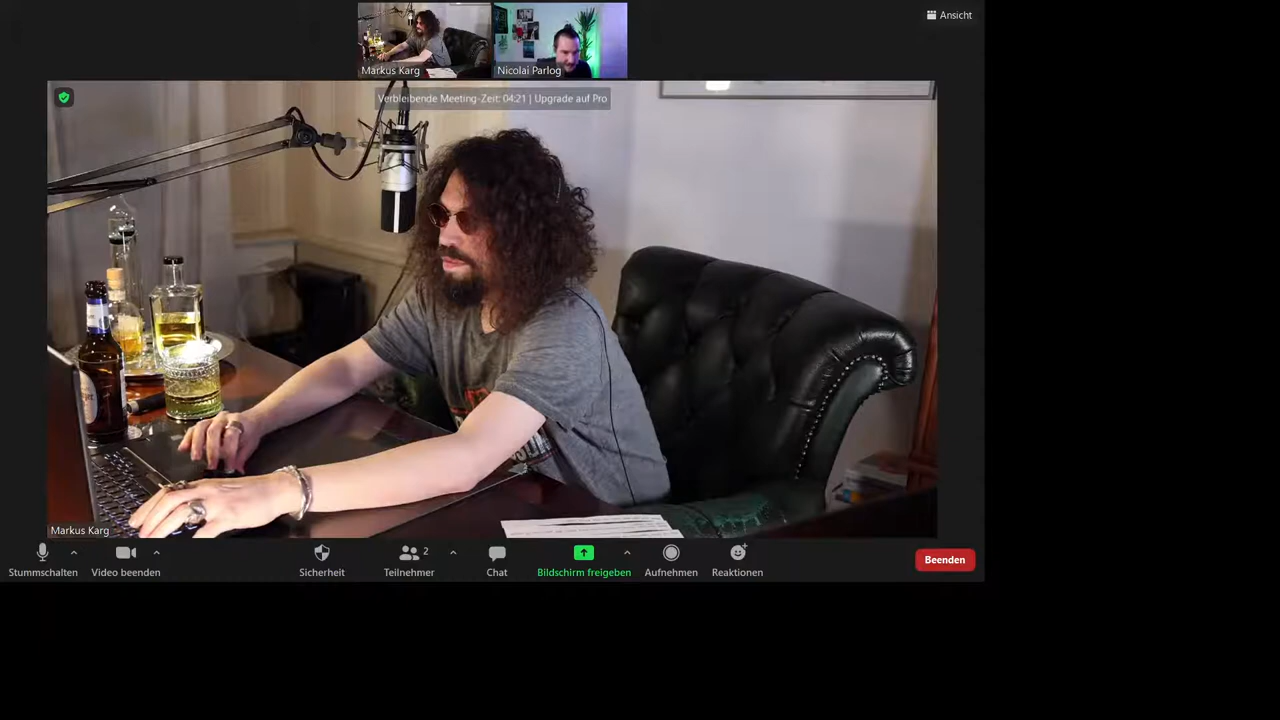 Ansicht
Markus Karg
Nicolai Parlog
Verbleibende Meeting-Zeit: 04:21 | Upgrade auf Pro
Markus Karg
Stummschalten
Video beenden
Sicherheit
2
Teilnehmer
Chat
Bildschirm freigeben
Aufnehmen
Reaktionen
Beenden